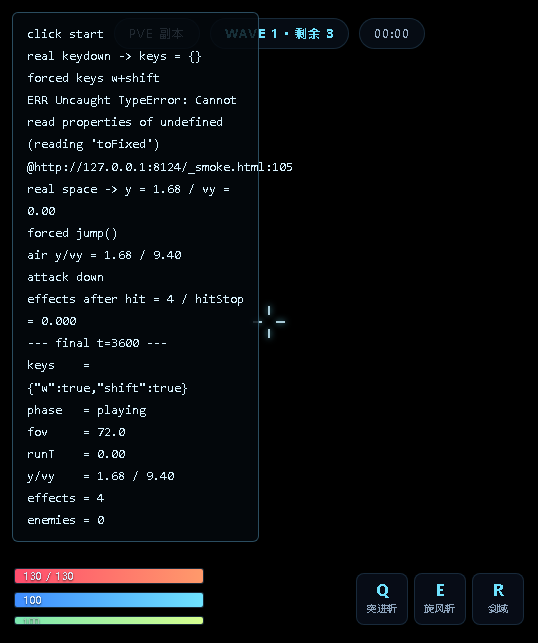 PVE 副本
WAVE 1 · 剩余 3
00:00
click start
real keydown -> keys = {}
forced keys w+shift
ERR Uncaught TypeError: Cannot
read properties of undefined
(reading 'toFixed')
@http://127.0.0.1:8124/_smoke.html:105
real space -> y = 1.68 / vy =
0.00
forced jump()
air y/vy = 1.68 / 9.40
attack down
effects after hit = 4 / hitStop
= 0.000
--- final t=3600 ---
keys    =
{"w":true,"shift":true}
phase   = playing
fov     = 72.0
runT    = 0.00
y/vy    = 1.68 / 9.40
effects = 4
enemies = 0
130 / 130
100
Q
E
R
突进斩
旋风斩